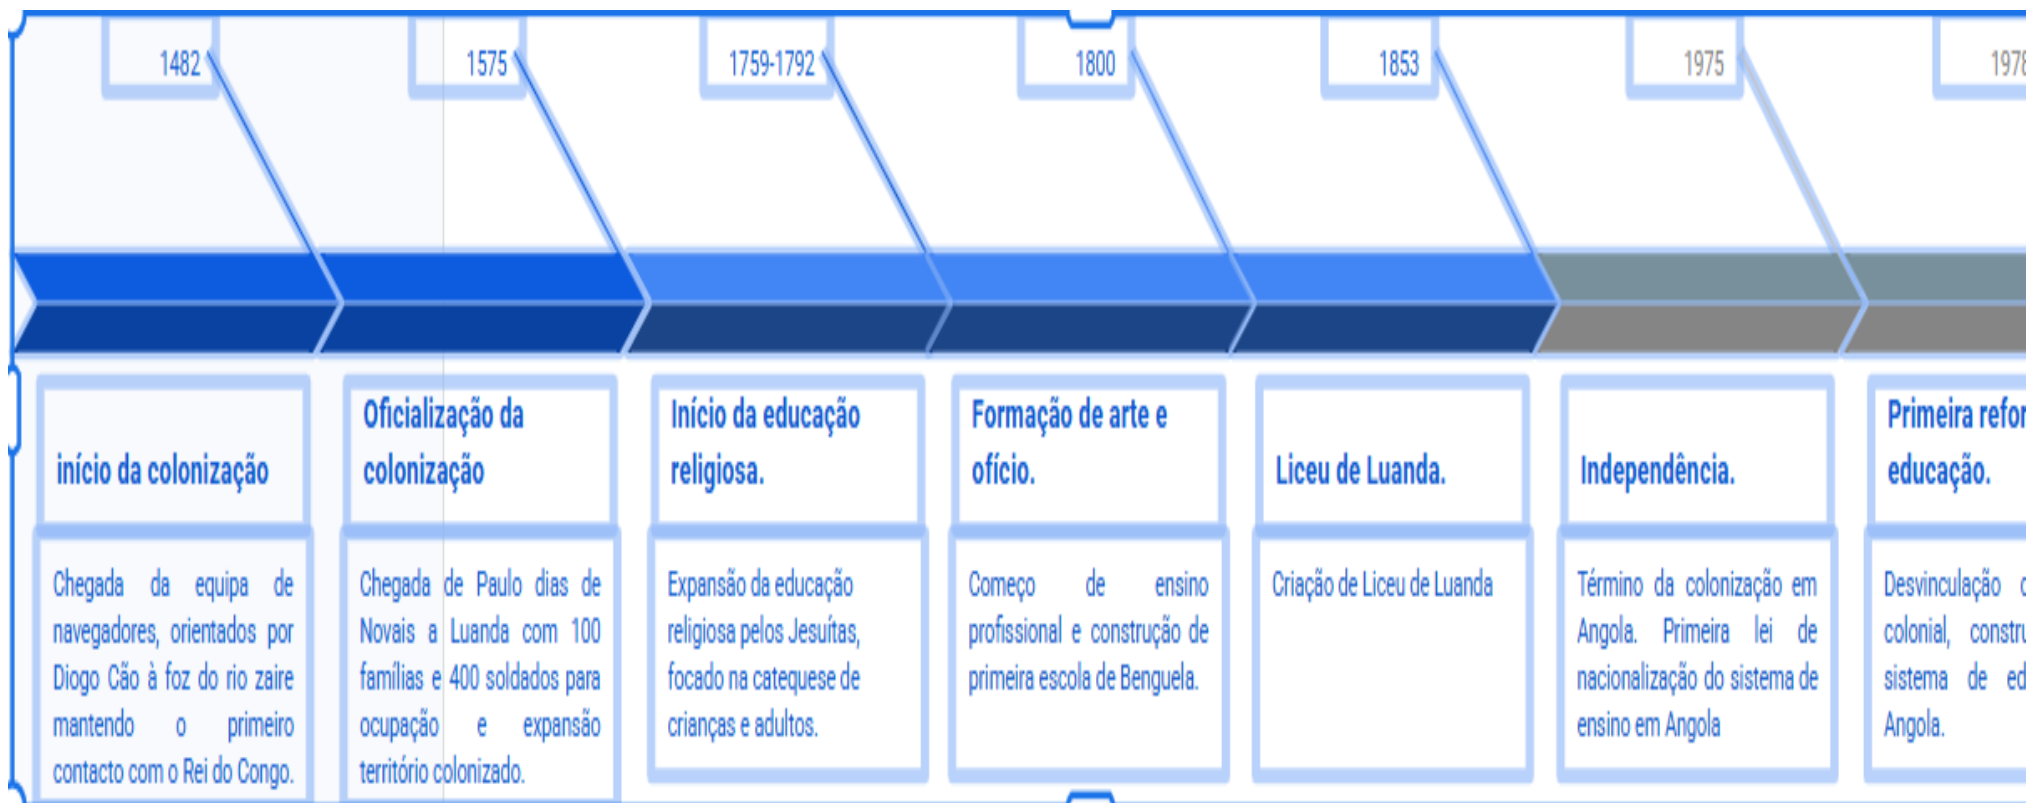 1482
1575
1759-1792
1800
1853
1975
1978
início da colonização
Chegada da equipa de
navegadores, orientados por
Diogo Cão à foz do rio zaire
mantendo o primeiro
contacto com o Rei do Congo.
Oficialização da
colonização
Chegada de Paulo dias de
Novais a Luanda com 100
famílias e 400 soldados para
ocupação e expansão
território colonizado.
Início da educação
religiosa.
Expansão da educação
religiosa pelos Jesuítas,
focado na catequese de
crianças e adultos.
Formação de arte e
ofício.
Começo de ensino
profissional e construção de
primeira escola de Benguela.
Liceu de Luanda.
Criação de Liceu de Luanda
Independência.
Término da colonização em
Angola. Primeira lei de
nacionalização do sistema de
ensino em Angola
Primeira
educação.
Desvinculação
colonial,
sistema de
Angola.